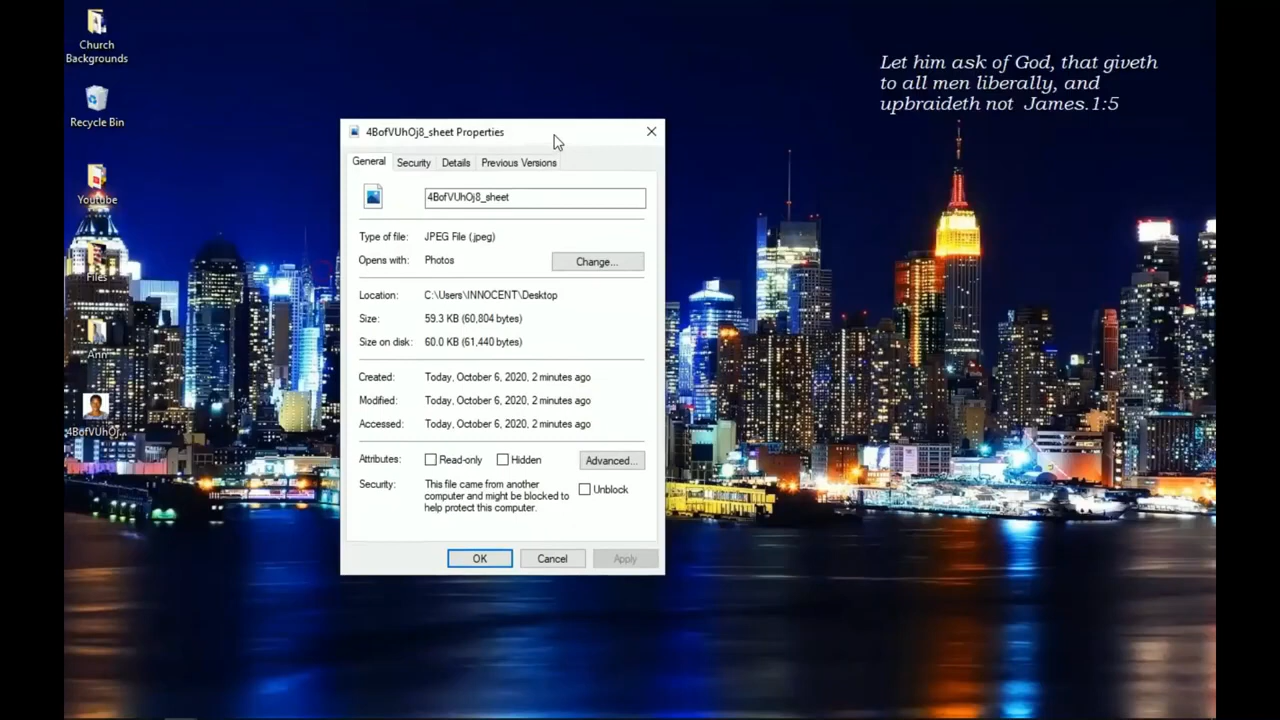 Church
Backgrounds
Recycle Bin
Youtube
Files
Ann
4BofVUhOj...
Let him ask of God, that giveth
to all men liberally, and
upbraideth not James.1:5
4BofVUhOj8_sheet Properties
General Security Details Previous Versions
4BofVUhOj8_sheet
Type of file: JPEG File (.jpeg)
Opens with: Photos Change...
Location: C:\Users\INNOCENT\Desktop
Size: 59.3 KB (60,804 bytes)
Size on disk: 60.0 KB (61,440 bytes)
Created: Today, October 6, 2020, 2 minutes ago
Modified: Today, October 6, 2020, 2 minutes ago
Accessed: Today, October 6, 2020, 2 minutes ago
Attributes: Read-only Hidden Advanced...
Security: This file came from another
computer and might be blocked to
help protect this computer.
Unblock
OK Cancel Apply